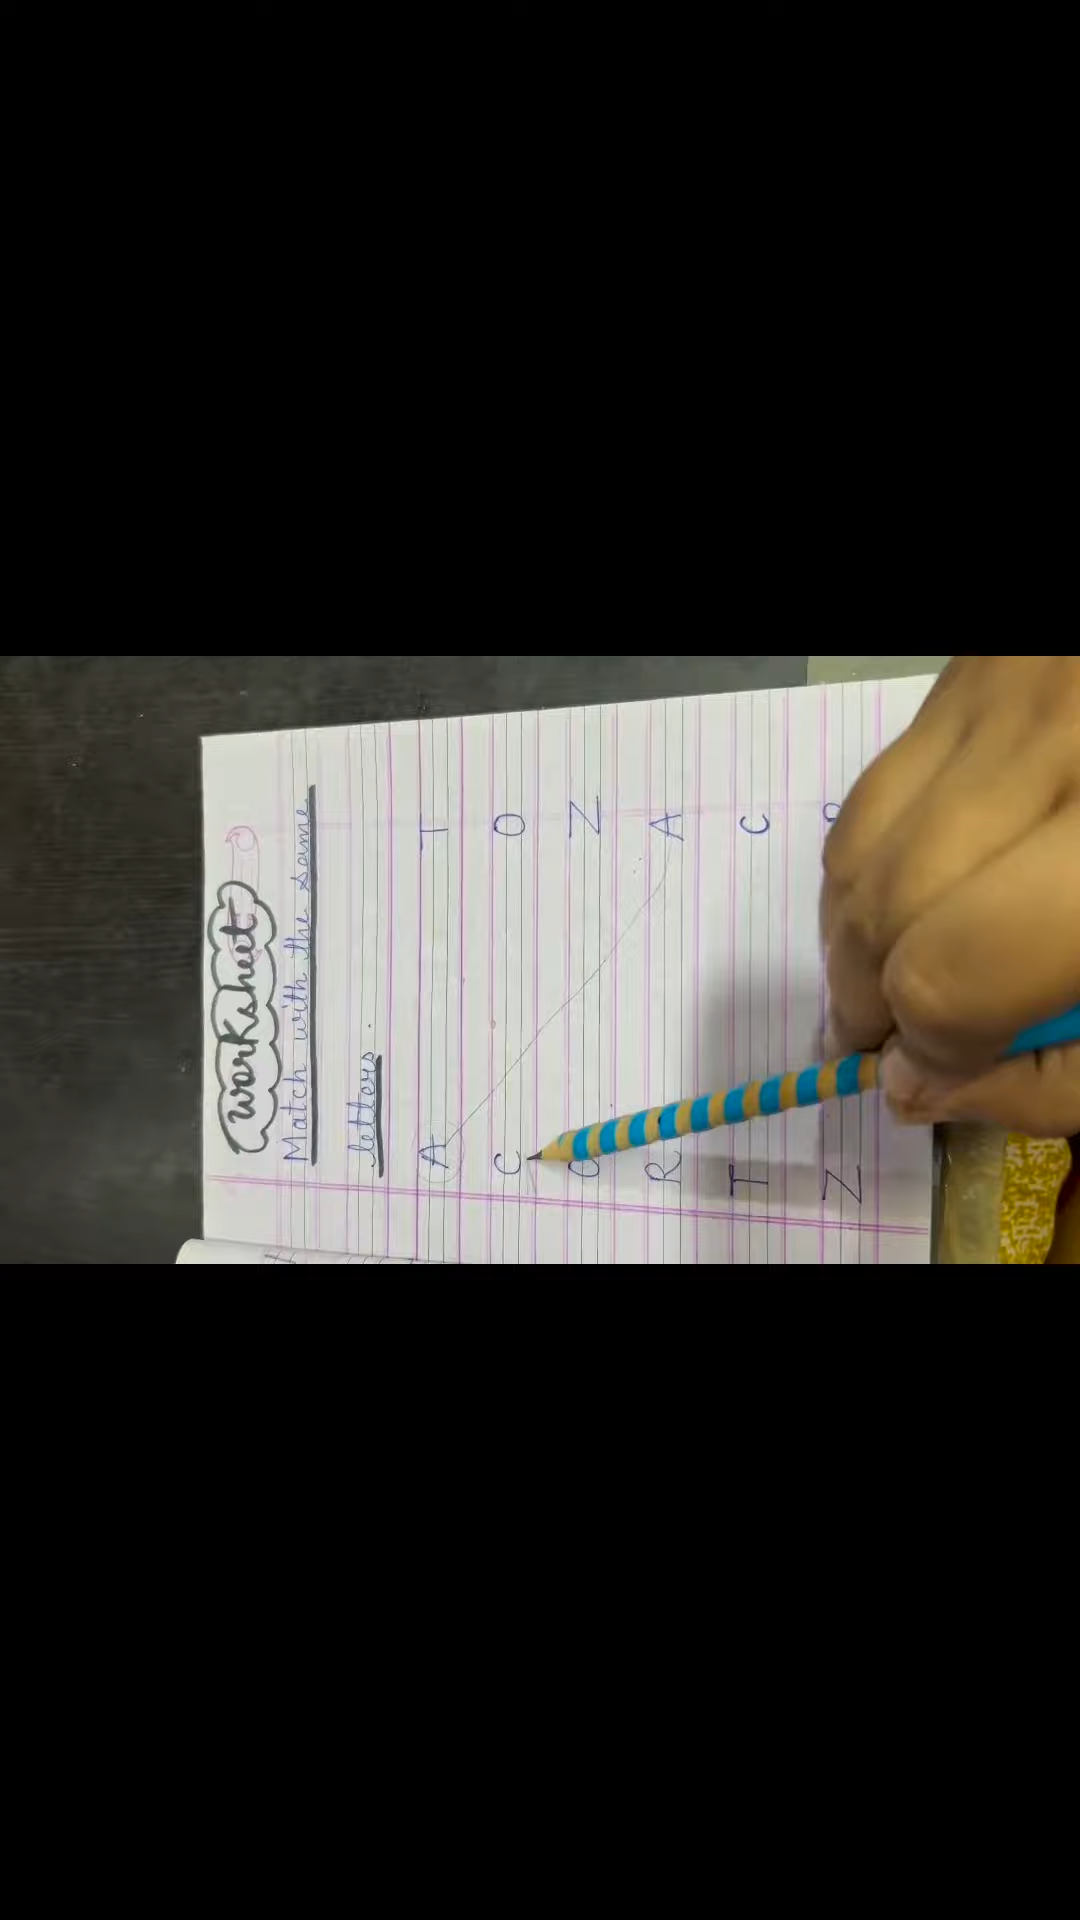 Worksheet
Match with the same
letters.
A T
C O
O Z
R A
T C
Z